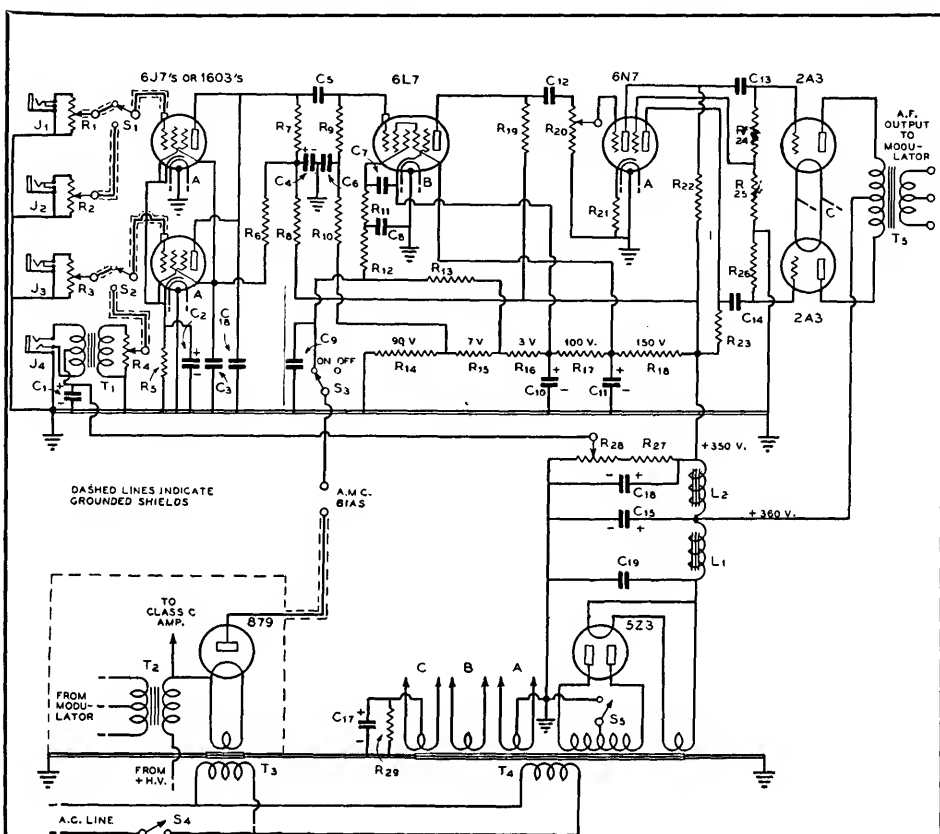 6J7'S OR 1603'S
6L7
6N7
2A3
C5
C12
C13
J1
R1
S1
R7
R9
R19
R20
R24
A.F.
OUTPUT
TO
MODU-
LATOR
A
C7
B
A
C4
C6
J2
R2
R11
R21
R22
R25
C
T5
R6
R8
R10
C8
R12
R13
R26
J3
R3
S2
A
C2
C18
C14
2A3
R23
C9
90 V
7 V
3 V
100 V.
150 V
J4
T1
R4
R5
C3
ON OFF
O
S3
R14
R15
R16
R17
R18
C1
+
-
+
-
C10
+
-
C11
+
-
R28
R27
+350 V.
DASHED LINES INDICATE
GROUNDED SHIELDS
A.M.C.
BIAS
-
C18
+
L2
-
C15
+
+360 V.
C19
L1
TO
CLASS C
AMP.
879
5Z3
T2
C
B
A
FROM
MODU-
LATOR
C17
+
-
S5
R29
FROM
+H.V.
T3
T4
A.C. LINE
S4